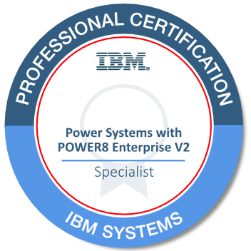 PROFESSIONAL CERTIFICATION
IBM.
Power Systems with
POWER8 Enterprise V2
Specialist
IBM SYSTEMS